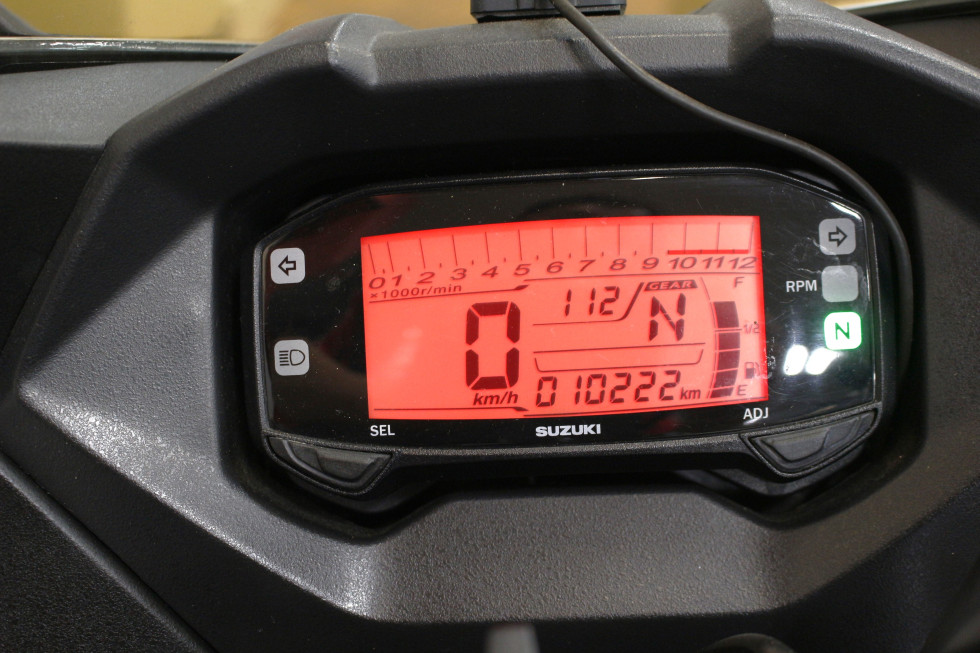 0 1 2 3 4 5 6 7 8 9 10 11 12
×1000r/min
112
GEAR
N
F
1/2
E
0
km/h
010222 km
RPM
N
SEL
SUZUKI
ADJ